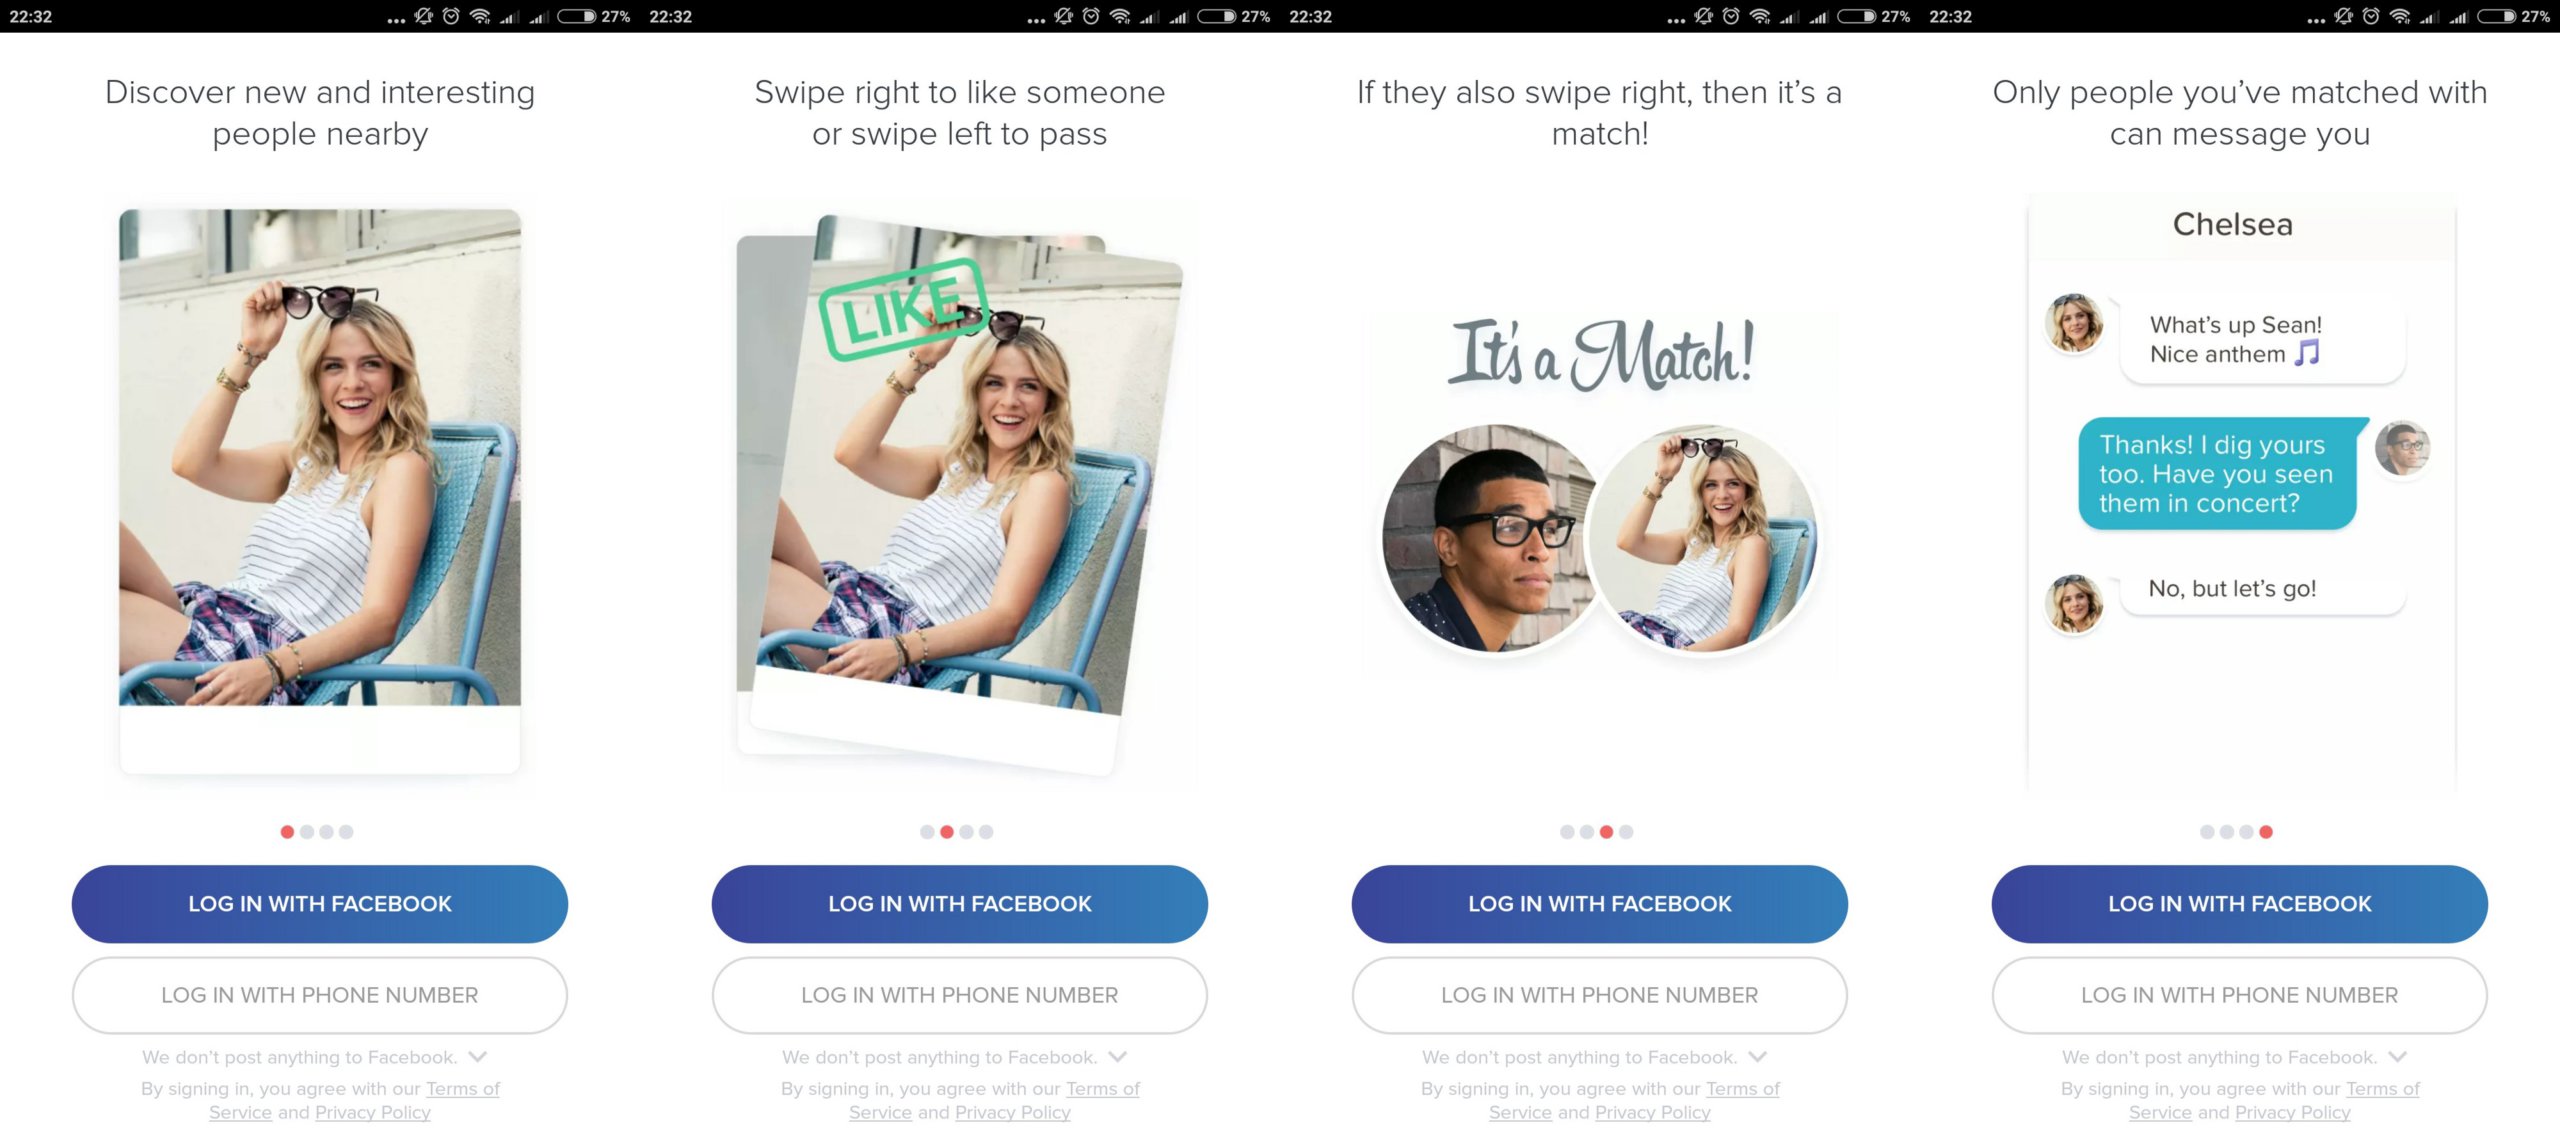 22:32
27%
Discover new and interesting
people nearby
LOG IN WITH FACEBOOK
LOG IN WITH PHONE NUMBER
We don't post anything to Facebook.
By signing in, you agree with our Terms of
Service and Privacy Policy
22:32
27%
Swipe right to like someone
or swipe left to pass
LIKE
LOG IN WITH FACEBOOK
LOG IN WITH PHONE NUMBER
We don't post anything to Facebook.
By signing in, you agree with our Terms of
Service and Privacy Policy
22:32
27%
If they also swipe right, then it's a
match!
It's a Match!
LOG IN WITH FACEBOOK
LOG IN WITH PHONE NUMBER
We don't post anything to Facebook.
By signing in, you agree with our Terms of
Service and Privacy Policy
22:32
27%
Only people you've matched with
can message you
Chelsea
What's up Sean!
Nice anthem 🎵
Thanks! I dig yours
too. Have you seen
them in concert?
No, but let's go!
LOG IN WITH FACEBOOK
LOG IN WITH PHONE NUMBER
We don't post anything to Facebook.
By signing in, you agree with our Terms of
Service and Privacy Policy